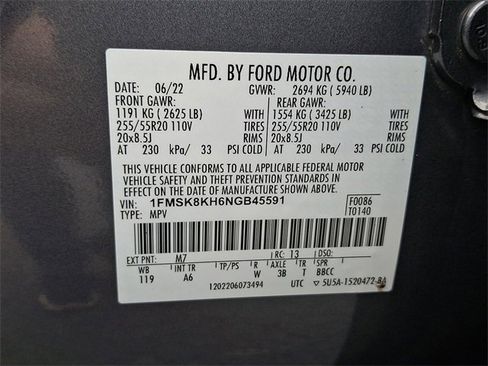 MFD. BY FORD MOTOR CO.
DATE: 06/22 GVWR: 2694 KG ( 5940 LB)
FRONT GAWR: REAR GAWR:
1191 KG ( 2625 LB) WITH 1554 KG ( 3425 LB) WITH
255/55R20 110V TIRES 255/55R20 110V TIRES
20x8.5J RIMS 20x8.5J RIMS
AT 230 kPa/ 33 PSI COLD AT 230 kPa/ 33 PSI COLD
THIS VEHICLE CONFORMS TO ALL APPLICABLE FEDERAL MOTOR
VEHICLE SAFETY AND THEFT PREVENTION STANDARDS IN
EFFECT ON THE DATE OF MANUFACTURE SHOWN ABOVE.
VIN: 1FMSK8KH6NGB45591 F0086
TYPE: MPV T0140
EXT PNT: M7 RC: 13 DSO:
WB INT TR TP/PS R AXLE TR SPR
119 A6 W 3B T BBCC
1202206073494 UTC ▽ 5U5A-1520472-BA